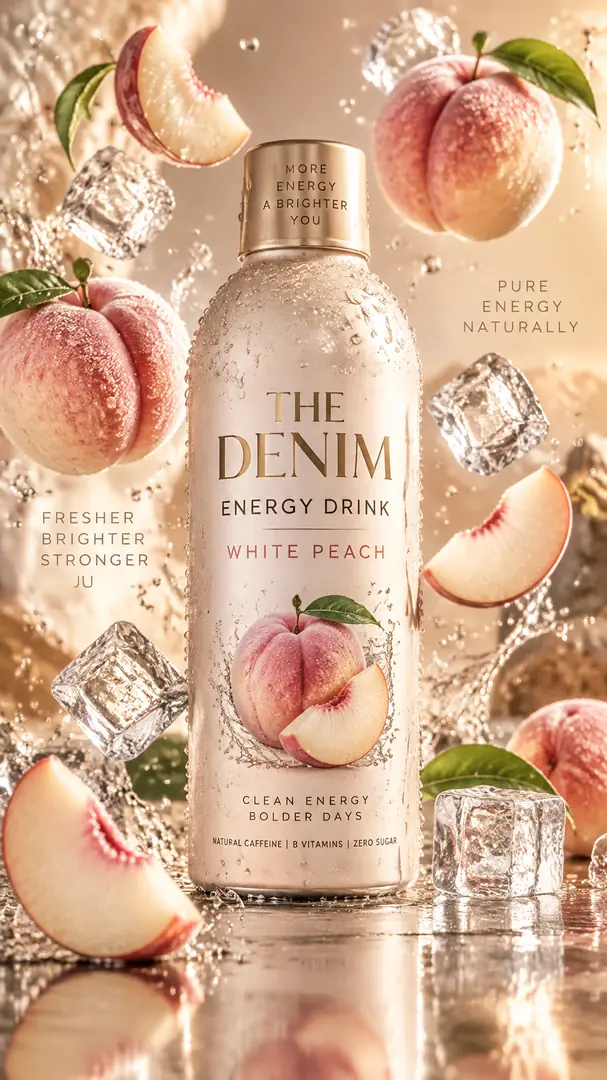 MORE
ENERGY
A BRIGHTER
YOU
PURE
ENERGY
NATURALLY
THE
DENIM
ENERGY DRINK
WHITE PEACH
FRESHER
BRIGHTER
STRONGER
JU
CLEAN ENERGY
BOLDER DAYS
NATURAL CAFFEINE | B VITAMINS | ZERO SUGAR